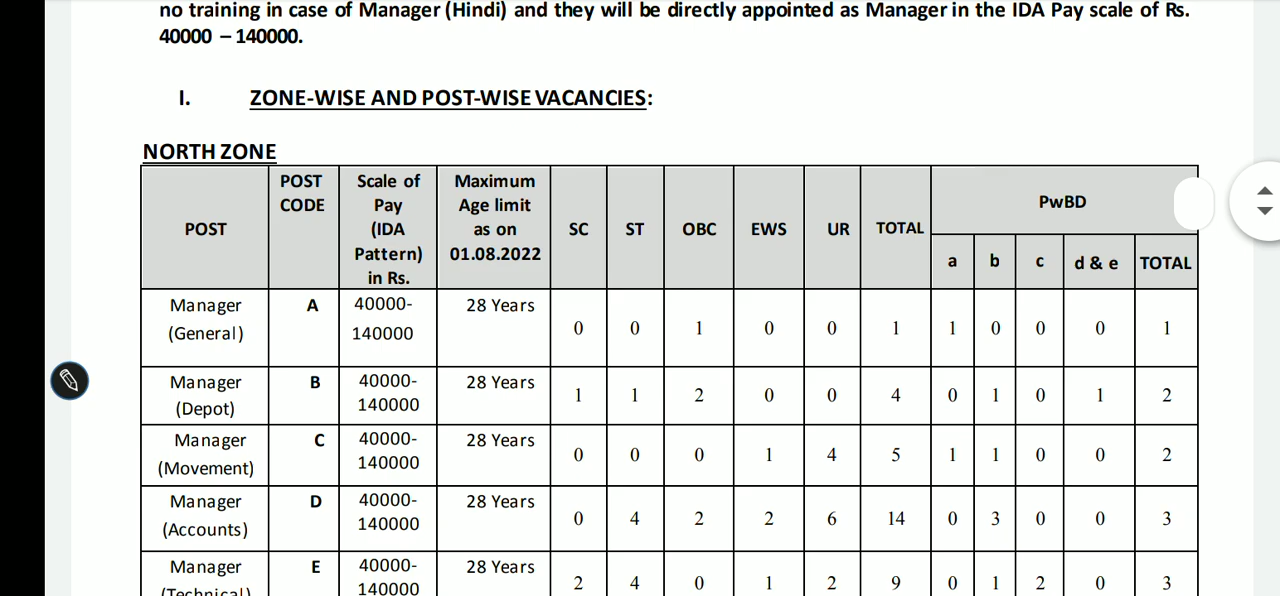 no training in case of Manager (Hindi) and they will be directly appointed as Manager in the IDA Pay scale of Rs.
40000 – 140000.
I. ZONE-WISE AND POST-WISE VACANCIES:
NORTH ZONE
POST | POST CODE | Scale of Pay (IDA Pattern) in Rs. | Maximum Age limit as on 01.08.2022 | SC | ST | OBC | EWS | UR | TOTAL | PwBD
a | b | c | d & e | TOTAL
Manager (General) | A | 40000-140000 | 28 Years | 0 | 0 | 1 | 0 | 0 | 1 | 1 | 0 | 0 | 0 | 1
Manager (Depot) | B | 40000-140000 | 28 Years | 1 | 1 | 2 | 0 | 0 | 4 | 0 | 1 | 0 | 1 | 2
Manager (Movement) | C | 40000-140000 | 28 Years | 0 | 0 | 0 | 1 | 4 | 5 | 1 | 1 | 0 | 0 | 2
Manager (Accounts) | D | 40000-140000 | 28 Years | 0 | 4 | 2 | 2 | 6 | 14 | 0 | 3 | 0 | 0 | 3
Manager (Technical) | E | 40000-140000 | 28 Years | 2 | 4 | 0 | 1 | 2 | 9 | 0 | 1 | 2 | 0 | 3